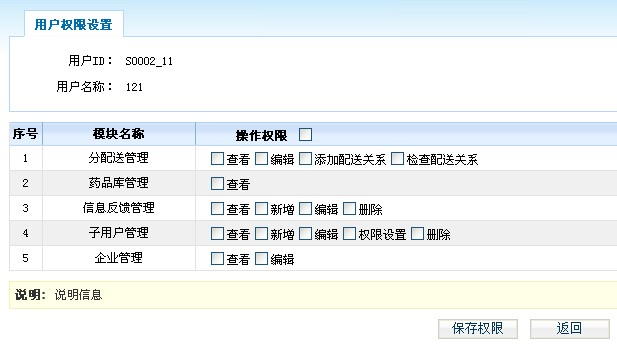 用户权限设置
用户ID： S0002_11
用户名称： 121
序号 模块名称 操作权限
1 分配送管理 查看 编辑 添加配送关系 检查配送关系
2 药品库管理 查看
3 信息反馈管理 查看 新增 编辑 删除
4 子用户管理 查看 新增 编辑 权限设置 删除
5 企业管理 查看 编辑
说明： 说明信息
保存权限 返回